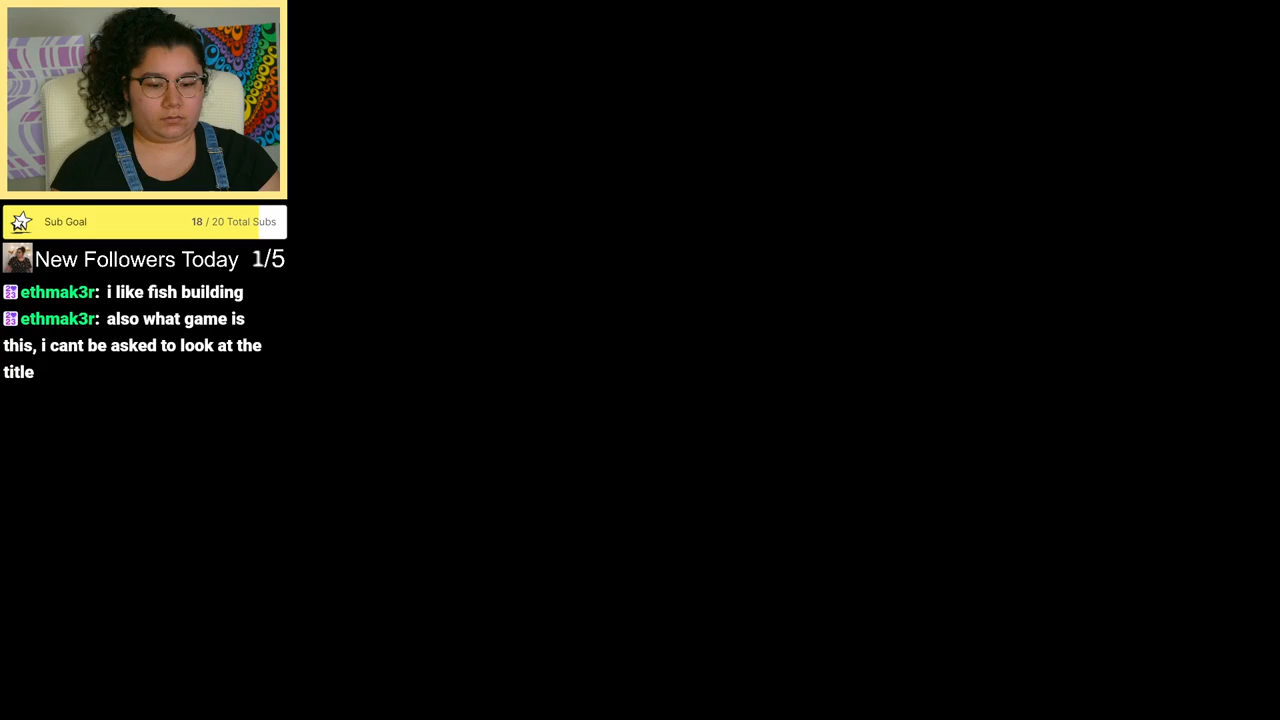 Sub Goal 18 / 20 Total Subs
New Followers Today 1/5
ethmak3r: i like fish building
ethmak3r: also what game is
this, i cant be asked to look at the
title